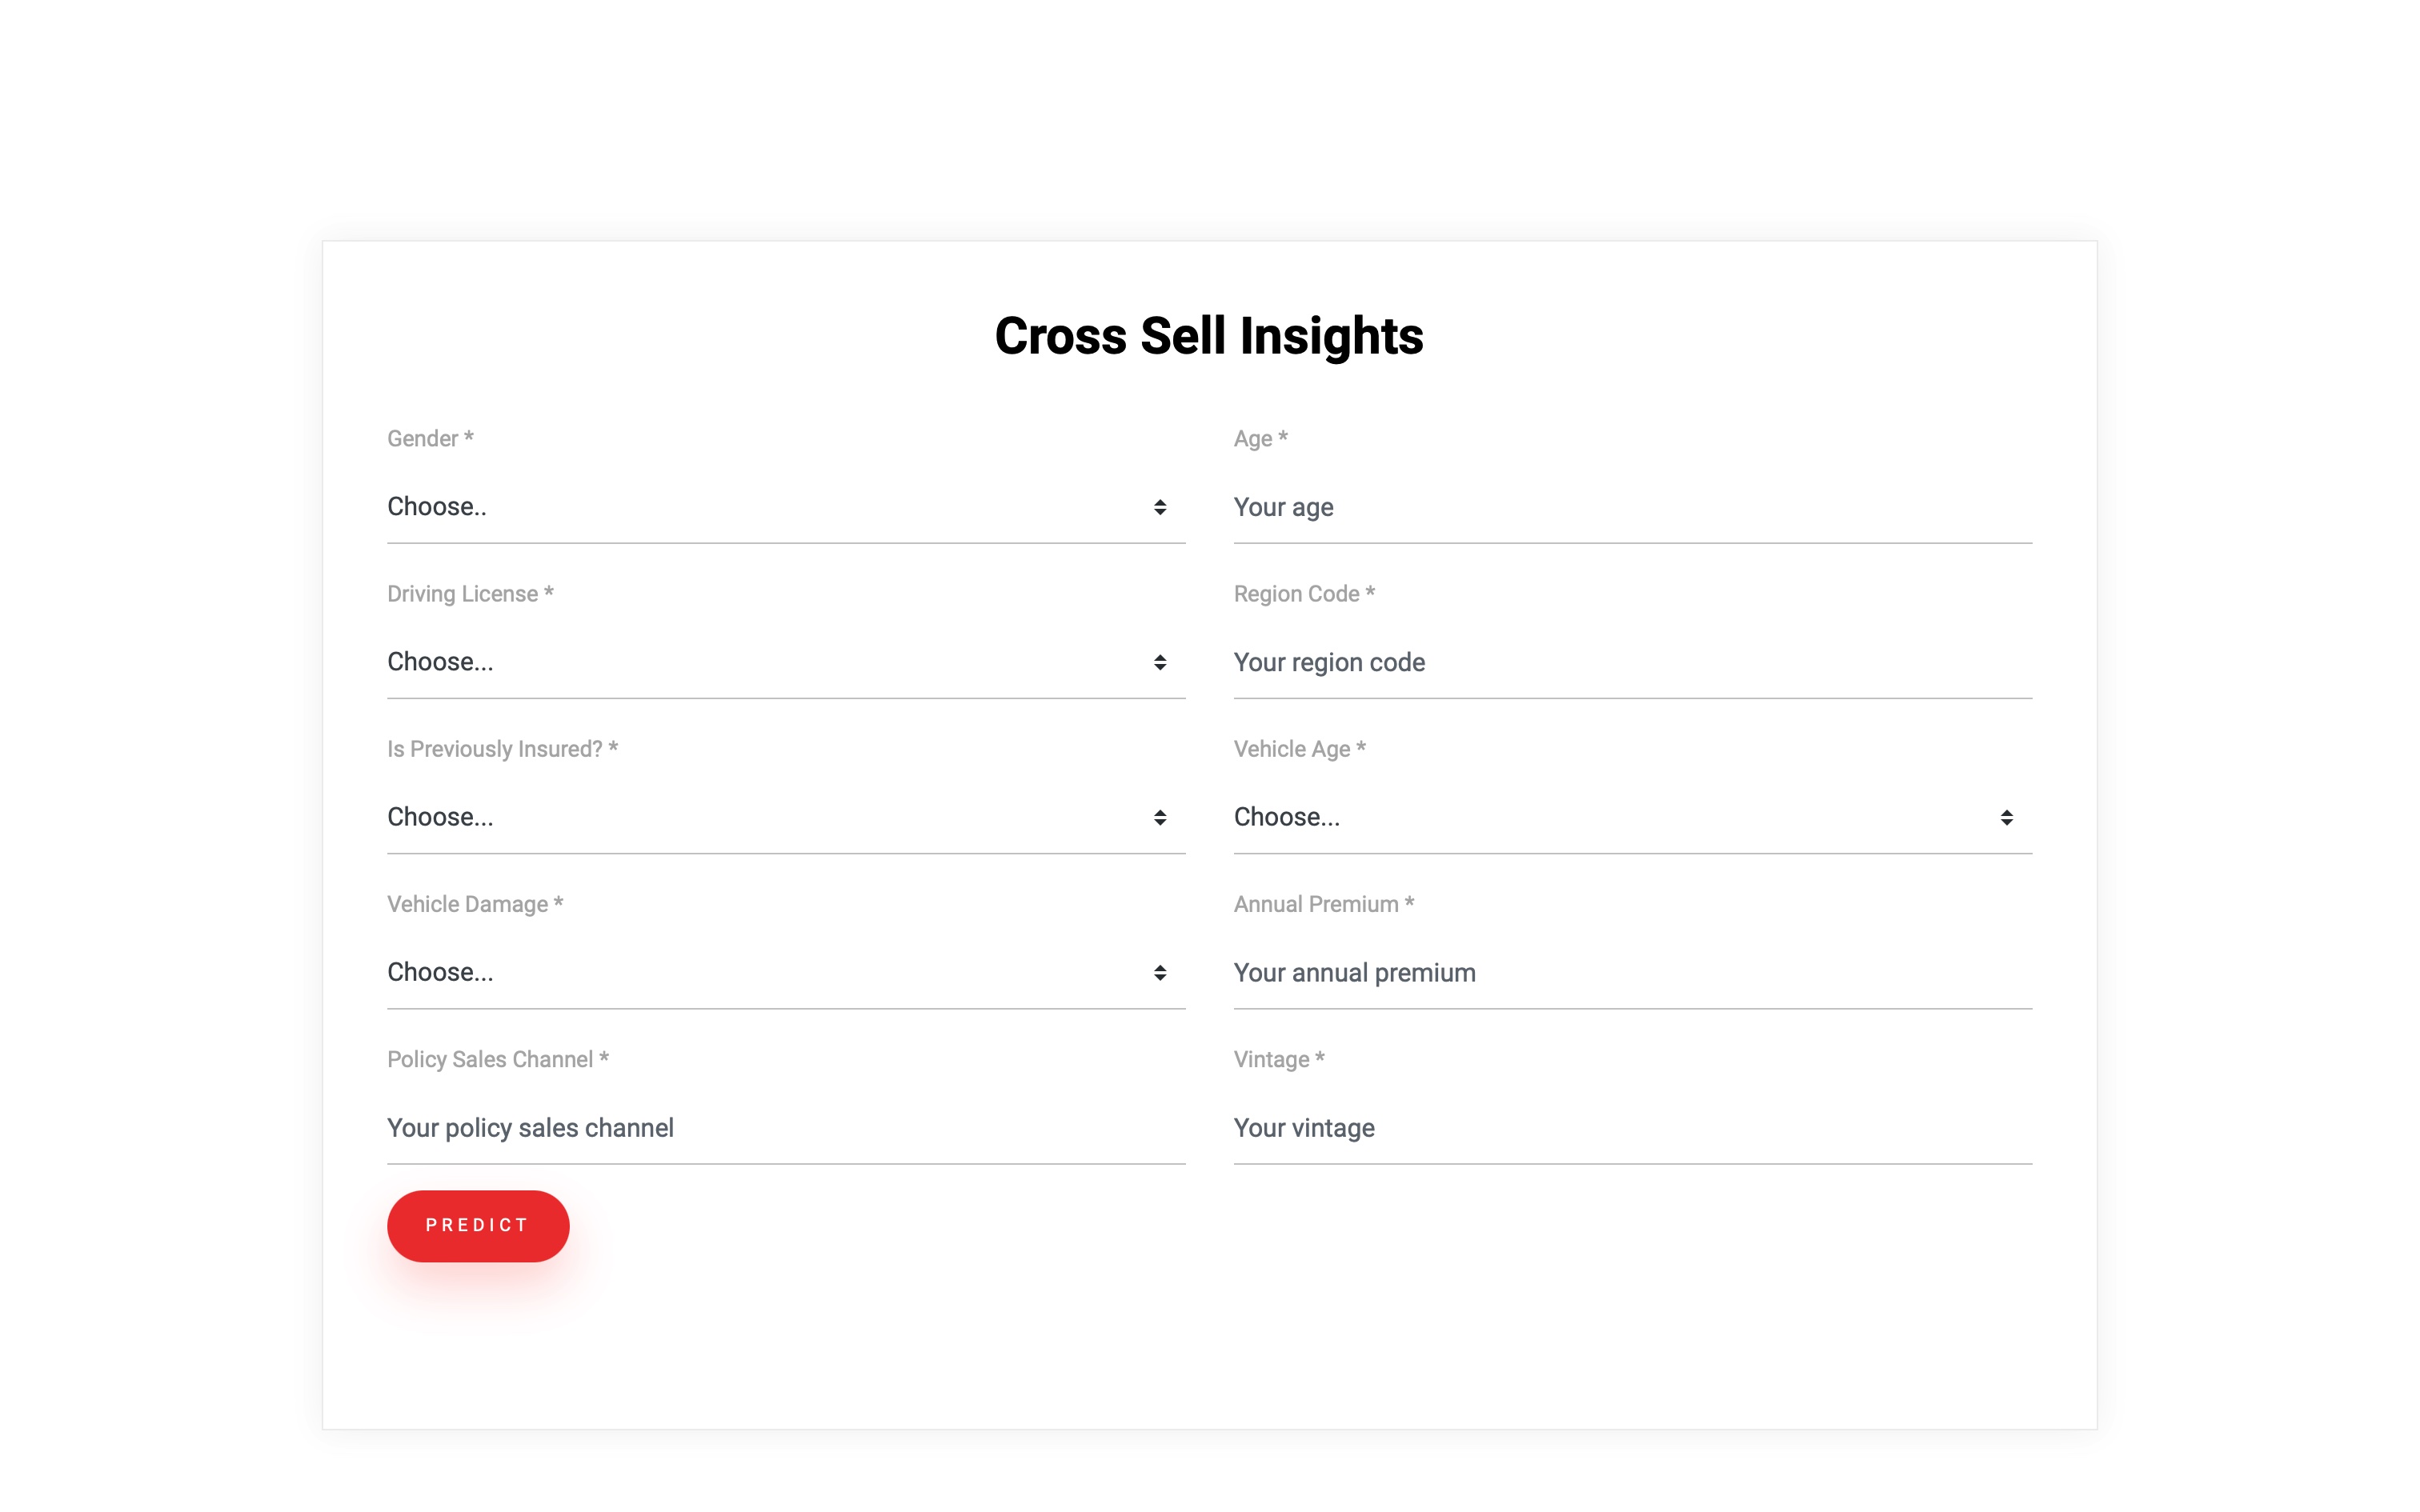 Cross Sell Insights
Gender *
Age *
Choose..
Your age
Driving License *
Region Code *
Choose...
Your region code
Is Previously Insured? *
Vehicle Age *
Choose...
Choose...
Vehicle Damage *
Annual Premium *
Choose...
Your annual premium
Policy Sales Channel *
Vintage *
Your policy sales channel
Your vintage
PREDICT